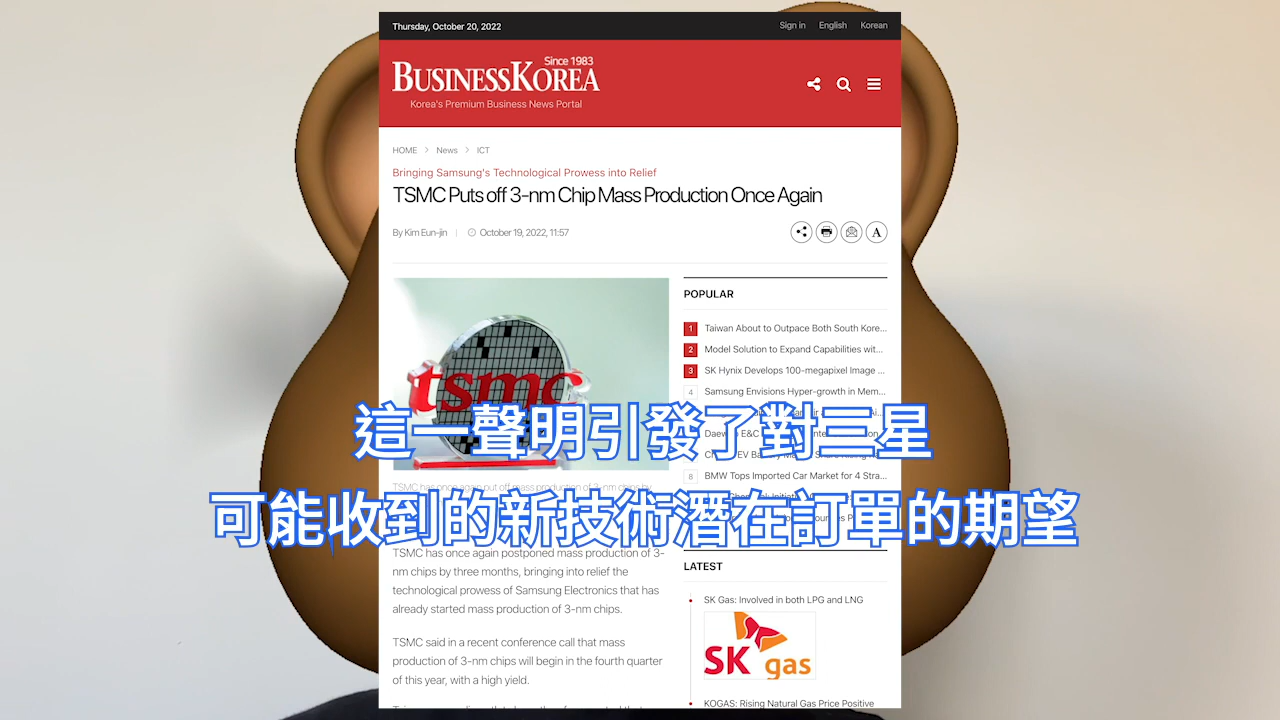 Thursday, October 20, 2022
Sign in English Korean
Since 1983
BUSINESSKOREA
Korea's Premium Business News Portal
HOME > News > ICT
Bringing Samsung's Technological Prowess into Relief
TSMC Puts off 3-nm Chip Mass Production Once Again
By Kim Eun-jin | October 19, 2022, 11:57
A
tsmc
TSMC has once again postponed mass production of 3-
nm chips by three months, bringing into relief the
technological prowess of Samsung Electronics that has
already started mass production of 3-nm chips.
TSMC said in a recent conference call that mass
production of 3-nm chips will begin in the fourth quarter
of this year, with a high yield.
POPULAR
1 Taiwan About to Outpace Both South Kore...
2 Model Solution to Expand Capabilities wit...
3 SK Hynix Develops 100-megapixel Image ...
4 Samsung Envisions Hyper-growth in Mem...
8 BMW Tops Imported Car Market for 4 Stra...
LATEST
SK Gas: Involved in both LPG and LNG
SK gas
KOGAS: Rising Natural Gas Price Positive
這一聲明引發了對三星
可能收到的新技術潛在訂單的期望